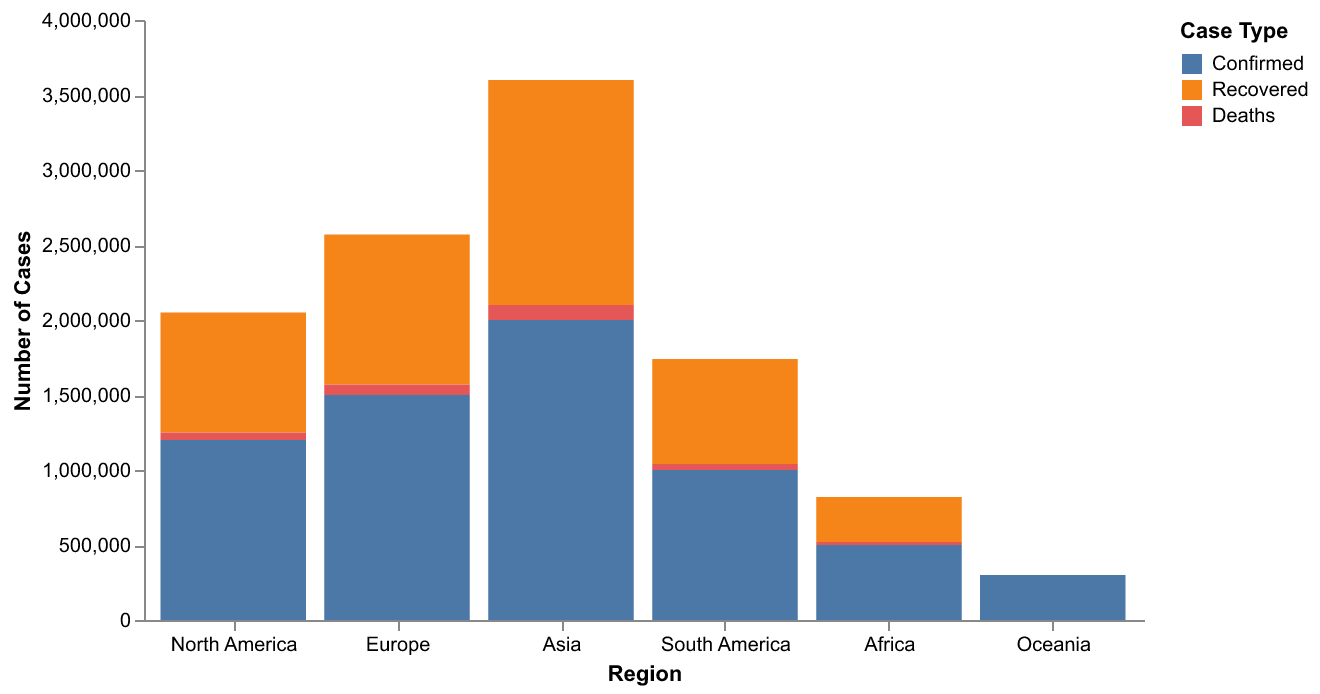 4,000,000
3,500,000
3,000,000
2,500,000
2,000,000
1,500,000
1,000,000
500,000
0
Number of Cases
North America
Europe
Asia
South America
Africa
Oceania
Region
Case Type
Confirmed
Recovered
Deaths